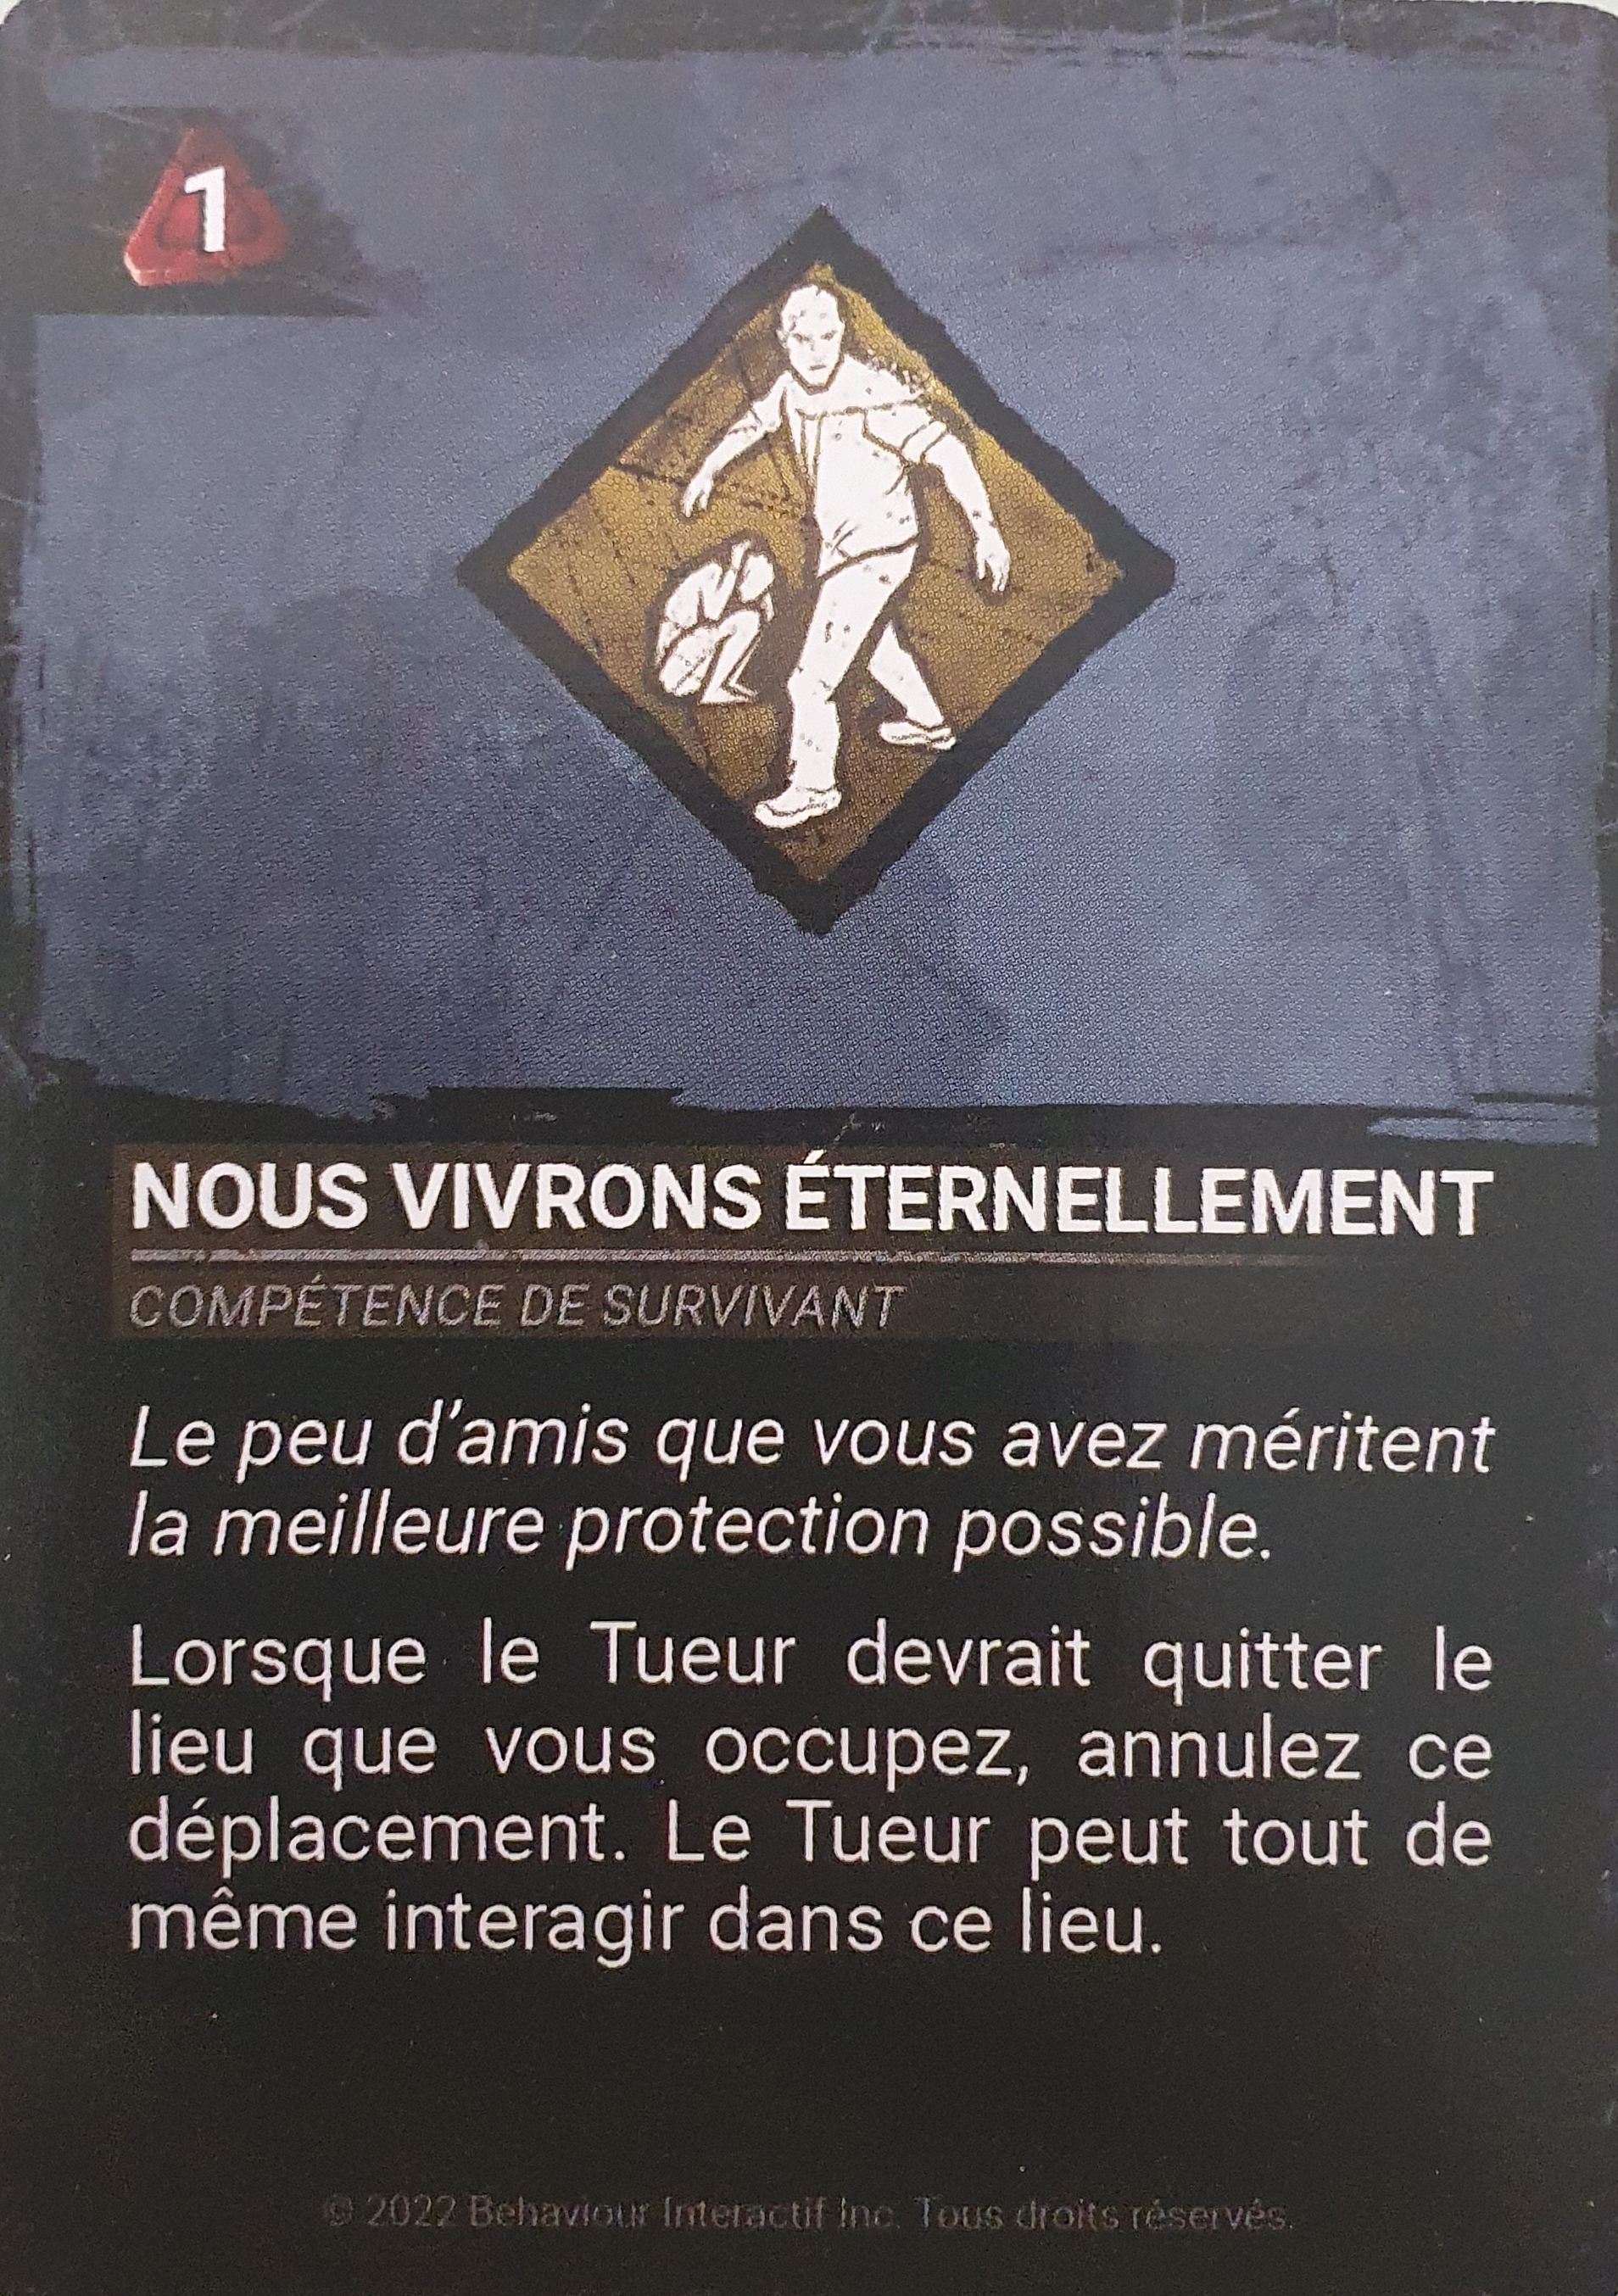 1
NOUS VIVRONS ÉTERNELLEMENT
COMPÉTENCE DE SURVIVANT
Le peu d'amis que vous avez méritent
la meilleure protection possible.
Lorsque le Tueur devrait quitter le
lieu que vous occupez, annulez ce
déplacement. Le Tueur peut tout de
même interagir dans ce lieu.
© 2022 Behaviour Interactif Inc. Tous droits réservés.